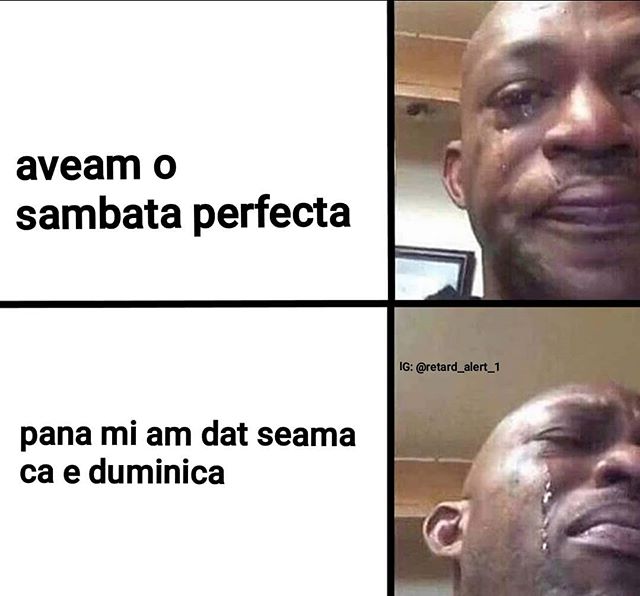 aveam o
sambata perfecta
IG: @retard_alert_1
pana mi am dat seama
ca e duminica